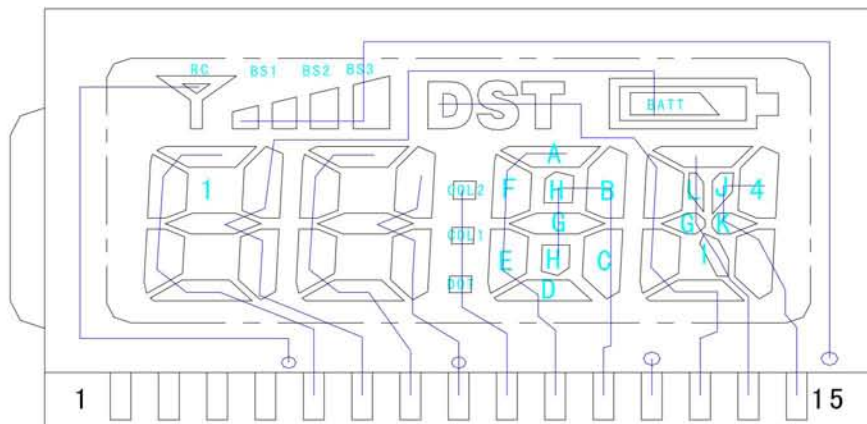 RC BS1 BS2 BS3 DST BATT
A
1 COL2 F H B L J 4
G G K
COL1
E H C I
DOT D
1 15